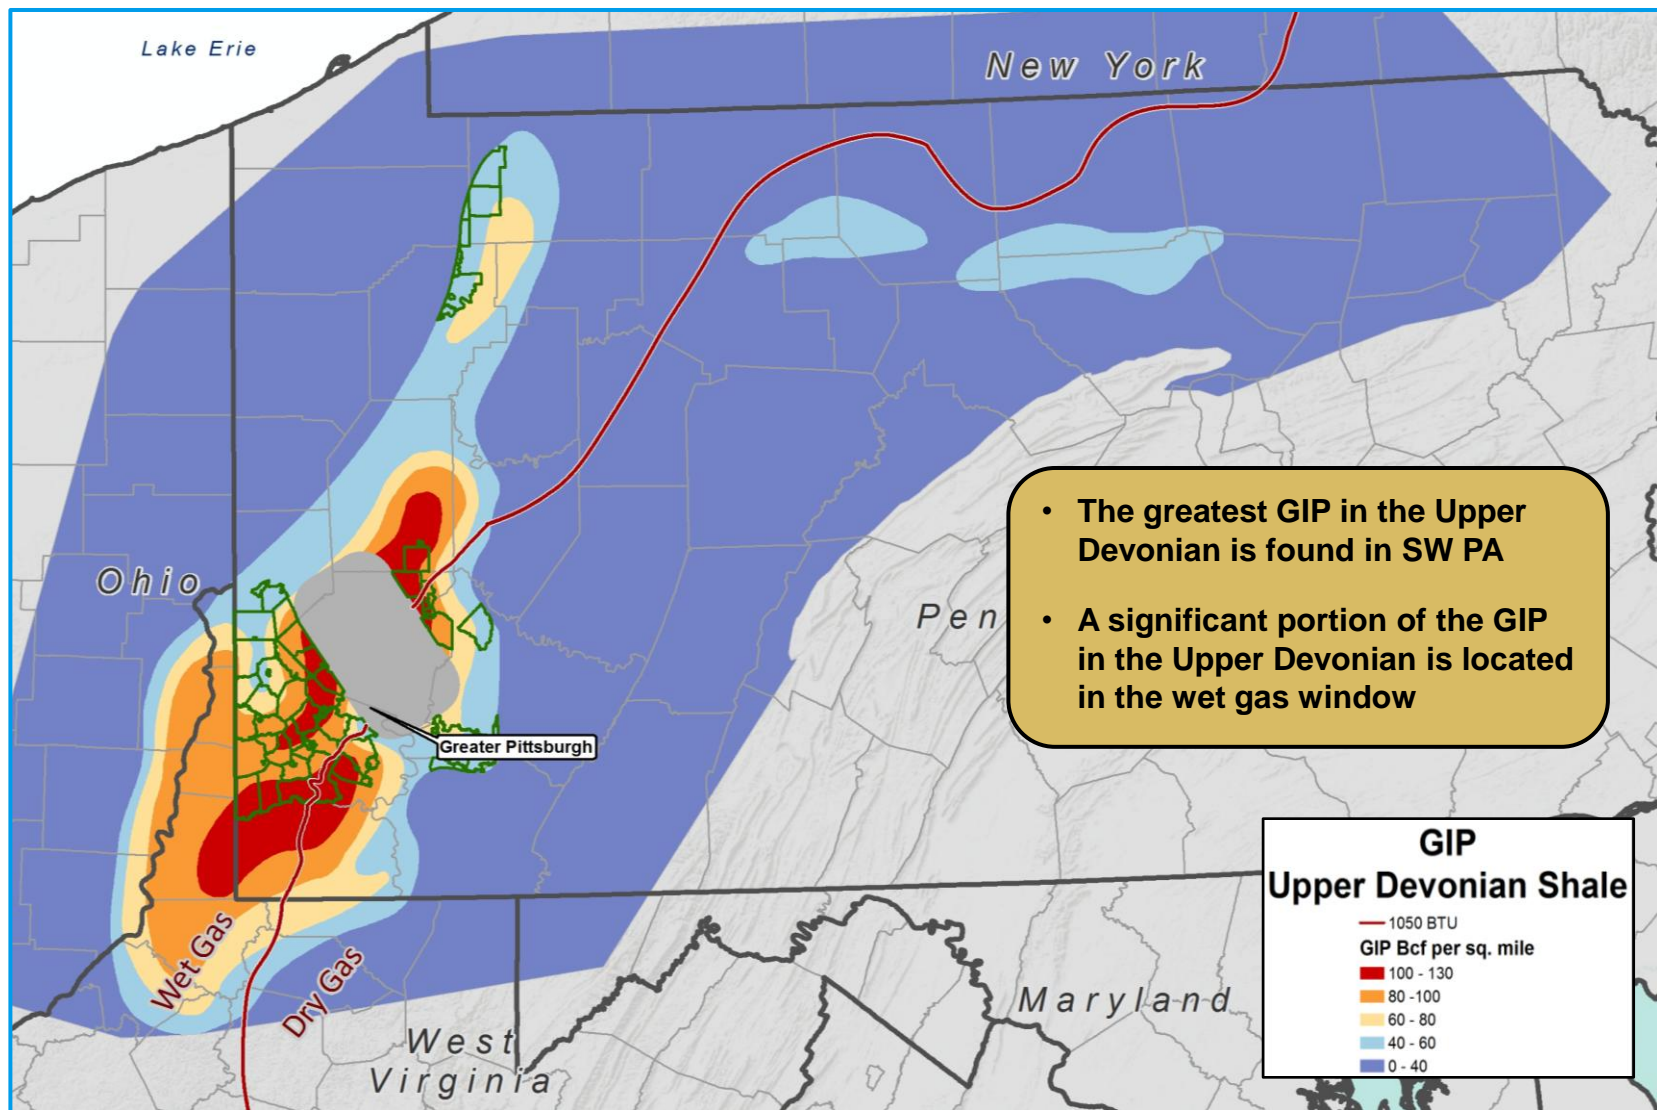 Lake Erie
New York
Ohio
Pen
• The greatest GIP in the Upper
Devonian is found in SW PA
• A significant portion of the GIP
in the Upper Devonian is located
in the wet gas window
Greater Pittsburgh
Wet Gas
Dry Gas
West
Virginia
Maryland
GIP
Upper Devonian Shale
1050 BTU
GIP Bcf per sq. mile
100 - 130
80 -100
60 - 80
40 - 60
0 - 40